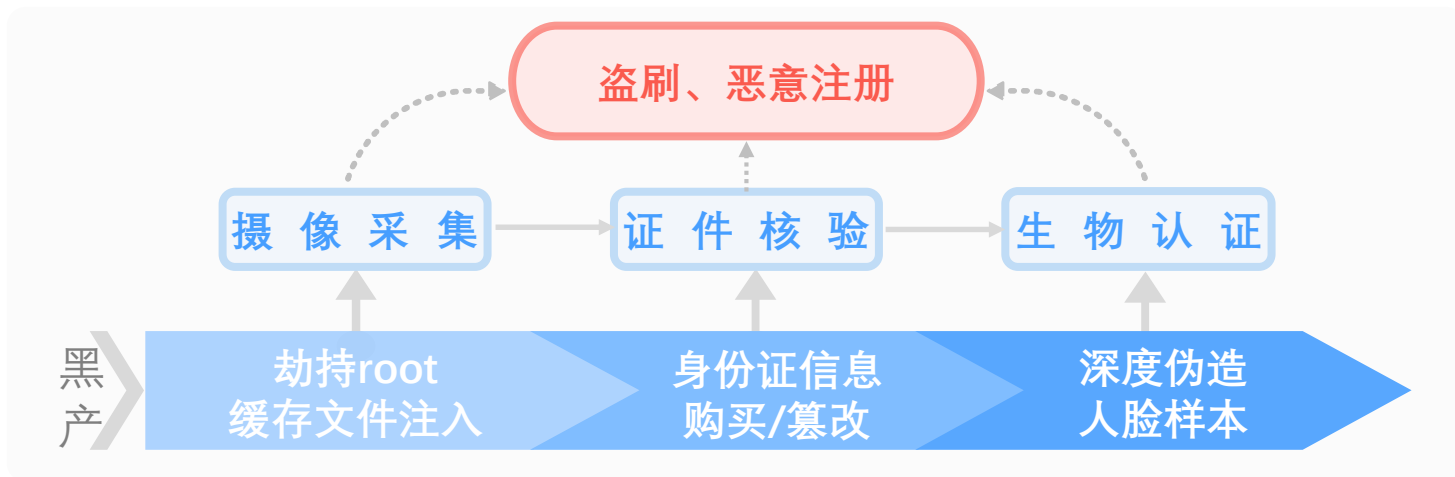 盗刷、恶意注册
摄像采集
证件核验
生物认证
黑产
劫持root
缓存文件注入
身份证信息
购买/篡改
深度伪造
人脸样本